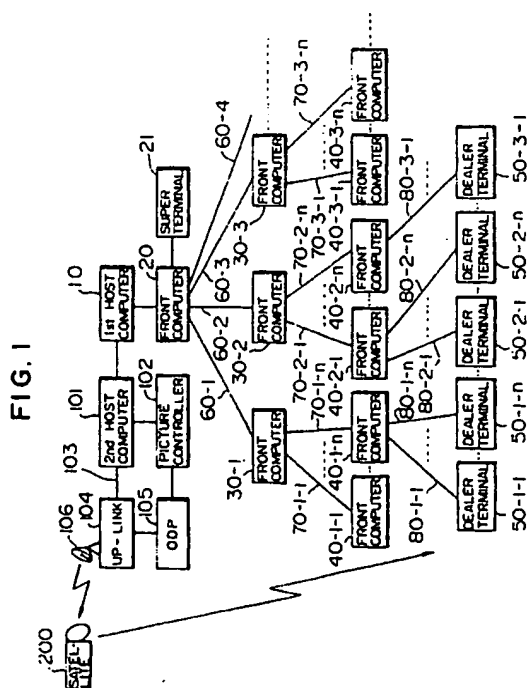 FIG. 1
200
SATEL-
LITE
106
104
103
101
10
UP-LINK
2nd HOST
COMPUTER
1st HOST
COMPUTER
105
102
20
21
ODP
PICTURE
CONTROLLER
FRONT
COMPUTER
SUPER
TERMINAL
60-1
60-2
60-3
60-4
30-1
30-2
30-3
FRONT
COMPUTER
FRONT
COMPUTER
FRONT
COMPUTER
70-1-1
70-1-n
70-2-1
70-2-n
70-3-1
70-3-n
40-1-1
40-1-n
40-2-1
40-2-n
40-3-1
40-3-n
FRONT
COMPUTER
FRONT
COMPUTER
FRONT
COMPUTER
FRONT
COMPUTER
FRONT
COMPUTER
FRONT
COMPUTER
80-1-1
80-1-n
80-2-1
80-2-n
80-3-1
DEALER
TERMINAL
DEALER
TERMINAL
DEALER
TERMINAL
DEALER
TERMINAL
DEALER
TERMINAL
50-1-1
50-1-n
50-2-1
50-2-n
50-3-1